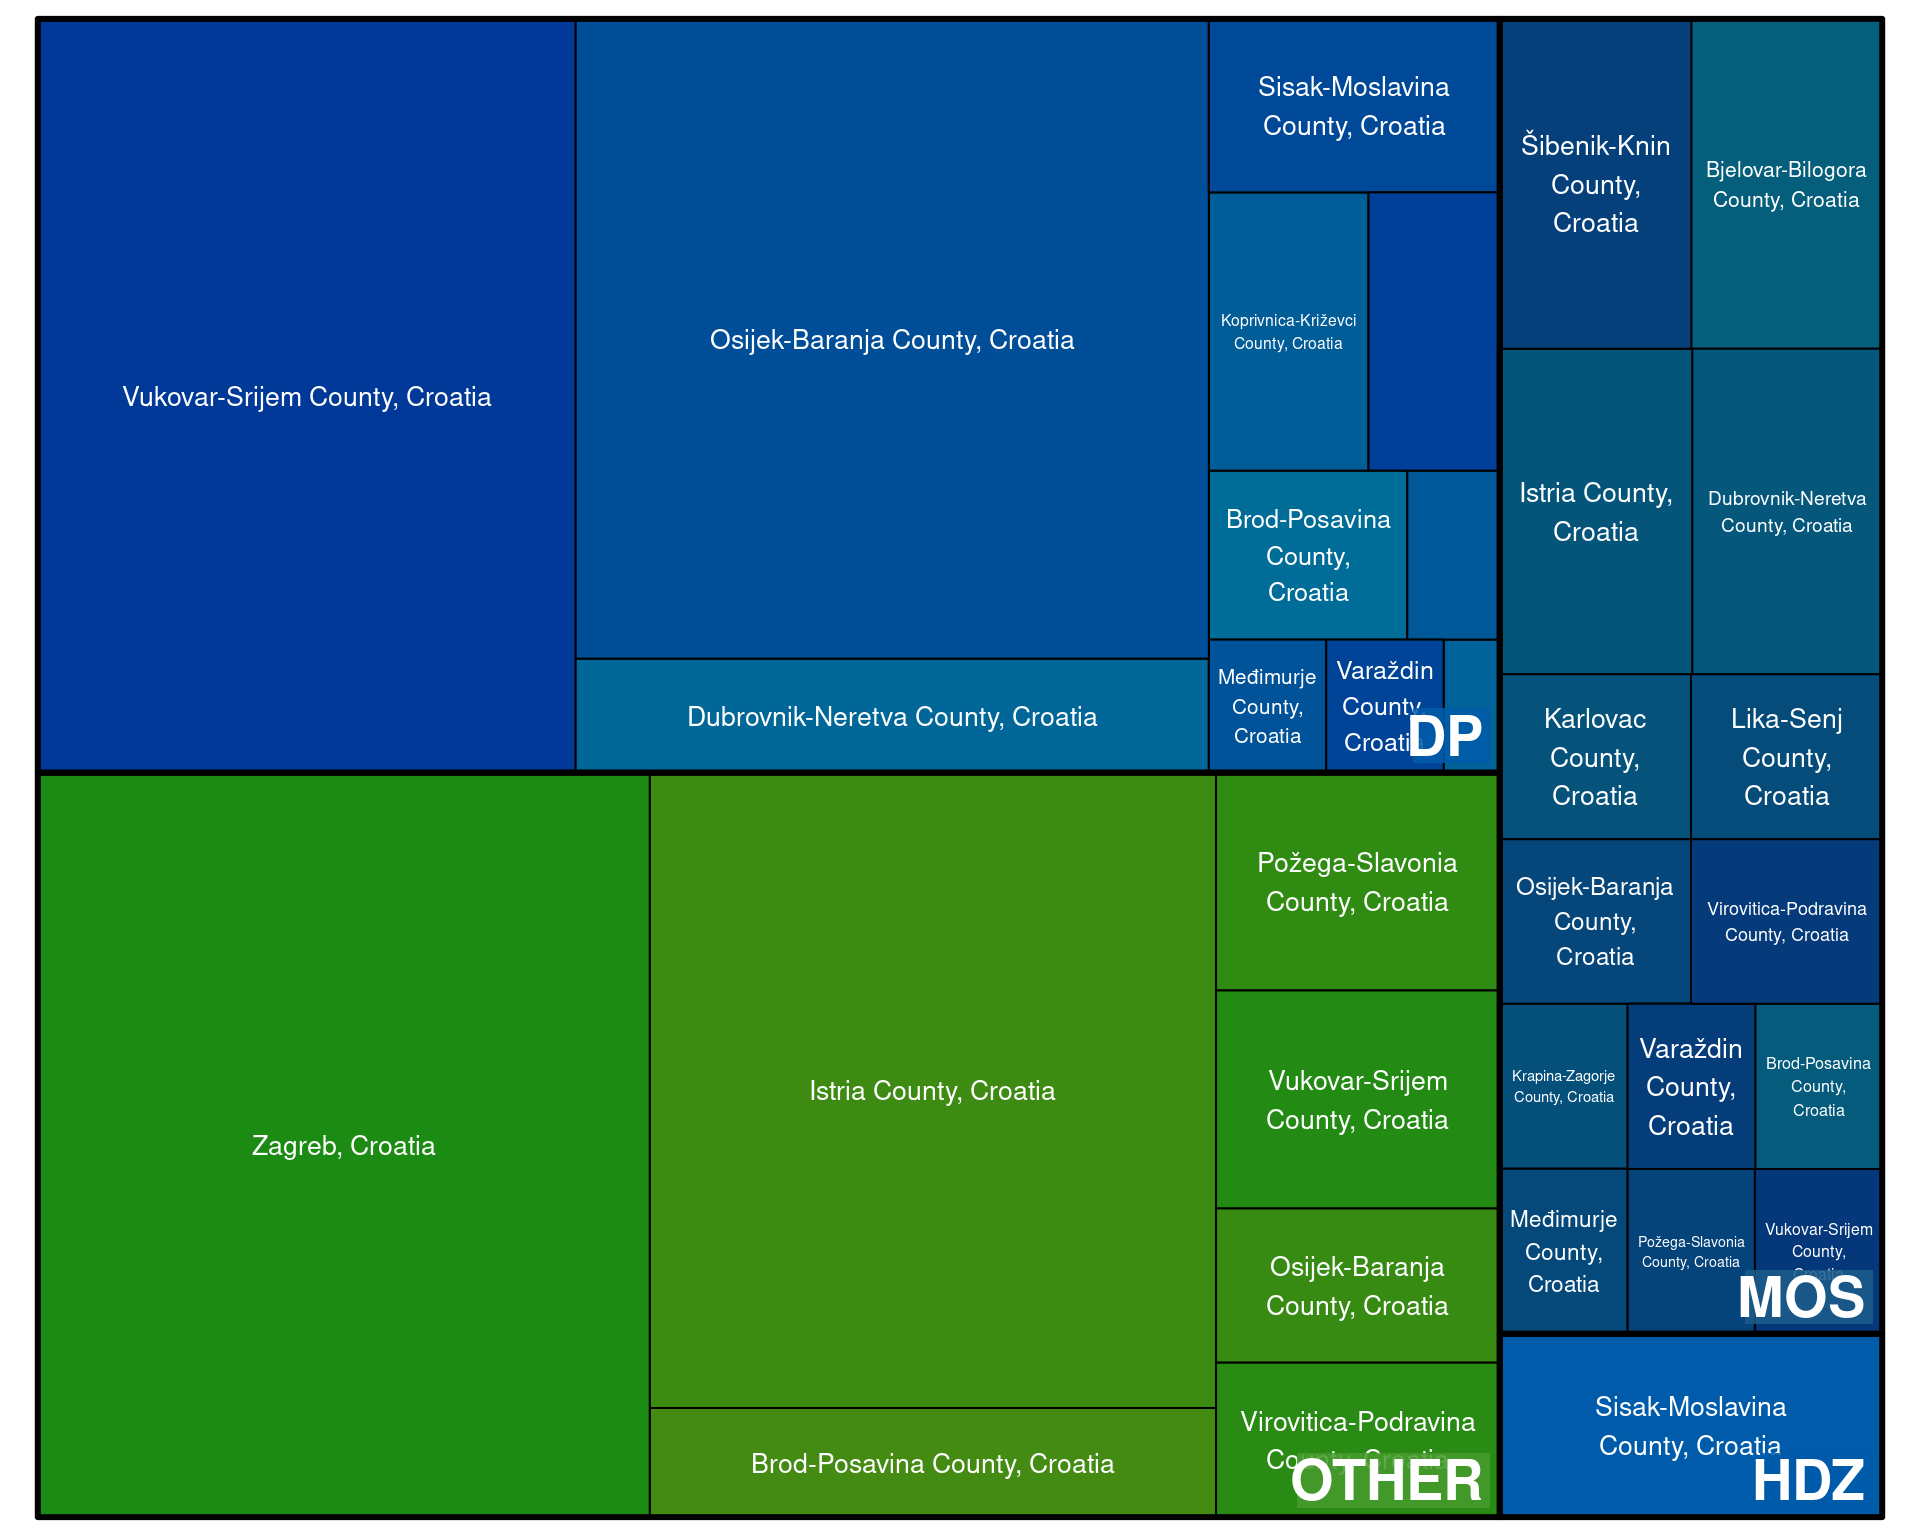 Vukovar-Srijem County, Croatia
Osijek-Baranja County, Croatia
Dubrovnik-Neretva County, Croatia
Sisak-Moslavina
County, Croatia
Koprivnica-Križevci
County, Croatia
Brod-Posavina
County,
Croatia
Međimurje
County,
Croatia
Varaždin
County,
Croatia
DP
Zagreb, Croatia
Istria County, Croatia
Brod-Posavina County, Croatia
Požega-Slavonia
County, Croatia
Vukovar-Srijem
County, Croatia
Osijek-Baranja
County, Croatia
Virovitica-Podravina
County, Croatia
OTHER
Šibenik-Knin
County,
Croatia
Bjelovar-Bilogora
County, Croatia
Istria County,
Croatia
Dubrovnik-Neretva
County, Croatia
Karlovac
County,
Croatia
Lika-Senj
County,
Croatia
Osijek-Baranja
County,
Croatia
Virovitica-Podravina
County, Croatia
Krapina-Zagorje
County, Croatia
Varaždin
County,
Croatia
Brod-Posavina
County,
Croatia
Međimurje
County,
Croatia
Požega-Slavonia
County, Croatia
Vukovar-Srijem
County,
Croatia
MOS
Sisak-Moslavina
County, Croatia
HDZ